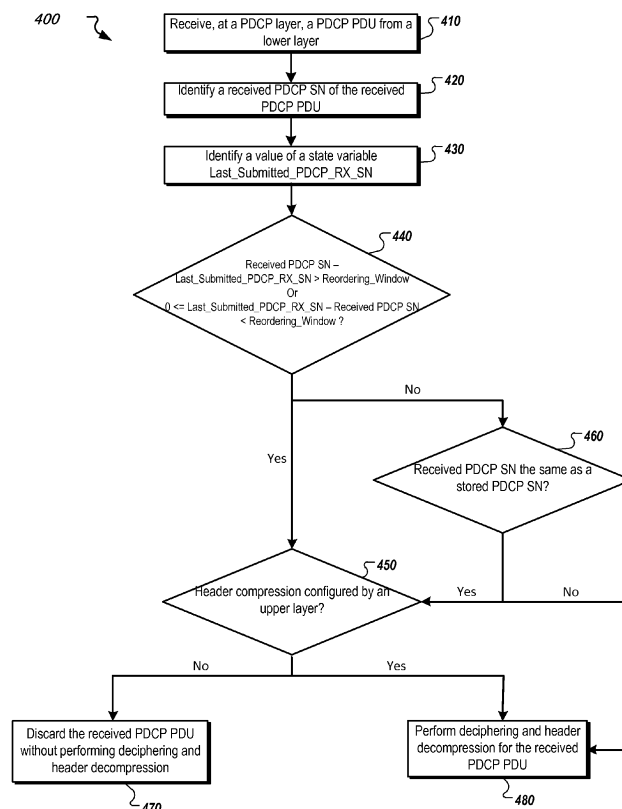 400
Receive, at a PDCP layer, a PDCP PDU from a
lower layer
410
Identify a received PDCP SN of the received
PDCP PDU
420
Identify a value of a state variable
Last_Submitted_PDCP_RX_SN
430
440
Received PDCP SN –
Last_Submitted_PDCP_RX_SN > Reordering_Window
Or
0 <= Last_Submitted_PDCP_RX_SN – Received PDCP SN
< Reordering_Window ?
No
Yes
460
Received PDCP SN the same as a
stored PDCP SN?
450
Header compression configured by an
upper layer?
Yes
No
No
Yes
Discard the received PDCP PDU
without performing deciphering and
header decompression
470
Perform deciphering and header
decompression for the received
PDCP PDU
480